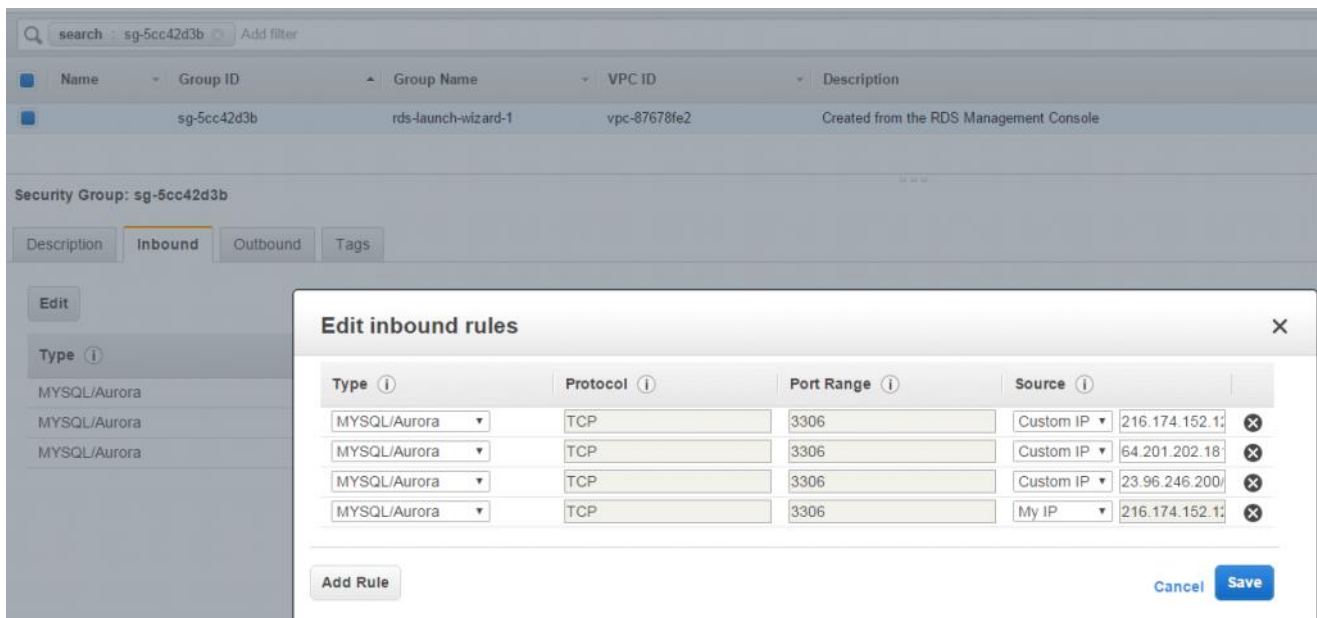 search : sg-5cc42d3b Add filter
Name Group ID Group Name VPC ID Description
sg-5cc42d3b rds-launch-wizard-1 vpc-87678fe2 Created from the RDS Management Console
Security Group: sg-5cc42d3b
Description Inbound Outbound Tags
Edit
Type
MYSQL/Aurora
MYSQL/Aurora
MYSQL/Aurora
Edit inbound rules
Type Protocol Port Range Source
MYSQL/Aurora TCP 3306 Custom IP 216.174.152.12
MYSQL/Aurora TCP 3306 Custom IP 64.201.202.181
MYSQL/Aurora TCP 3306 Custom IP 23.96.246.200/
MYSQL/Aurora TCP 3306 My IP 216.174.152.12
Add Rule Cancel Save